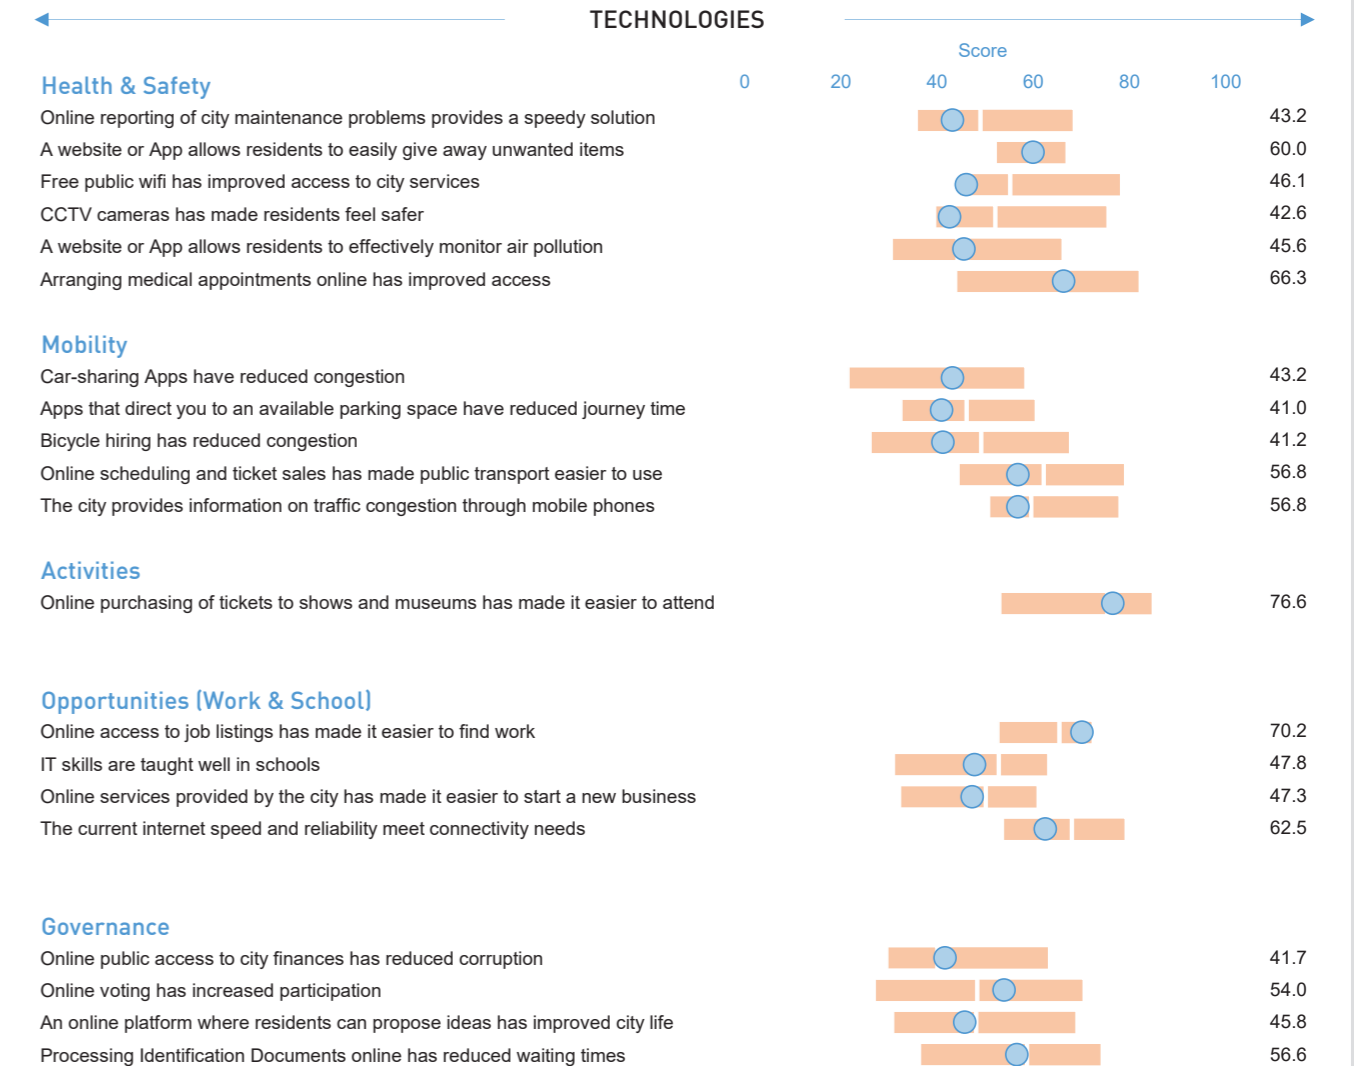 TECHNOLOGIES
Score
Health & Safety 0 20 40 60 80 100
Online reporting of city maintenance problems provides a speedy solution 43.2
A website or App allows residents to easily give away unwanted items 60.0
Free public wifi has improved access to city services 46.1
CCTV cameras has made residents feel safer 42.6
A website or App allows residents to effectively monitor air pollution 45.6
Arranging medical appointments online has improved access 66.3
Mobility
Car-sharing Apps have reduced congestion 43.2
Apps that direct you to an available parking space have reduced journey time 41.0
Bicycle hiring has reduced congestion 41.2
Online scheduling and ticket sales has made public transport easier to use 56.8
The city provides information on traffic congestion through mobile phones 56.8
Activities
Online purchasing of tickets to shows and museums has made it easier to attend 76.6
Opportunities (Work & School)
Online access to job listings has made it easier to find work 70.2
IT skills are taught well in schools 47.8
Online services provided by the city has made it easier to start a new business 47.3
The current internet speed and reliability meet connectivity needs 62.5
Governance
Online public access to city finances has reduced corruption 41.7
Online voting has increased participation 54.0
An online platform where residents can propose ideas has improved city life 45.8
Processing Identification Documents online has reduced waiting times 56.6